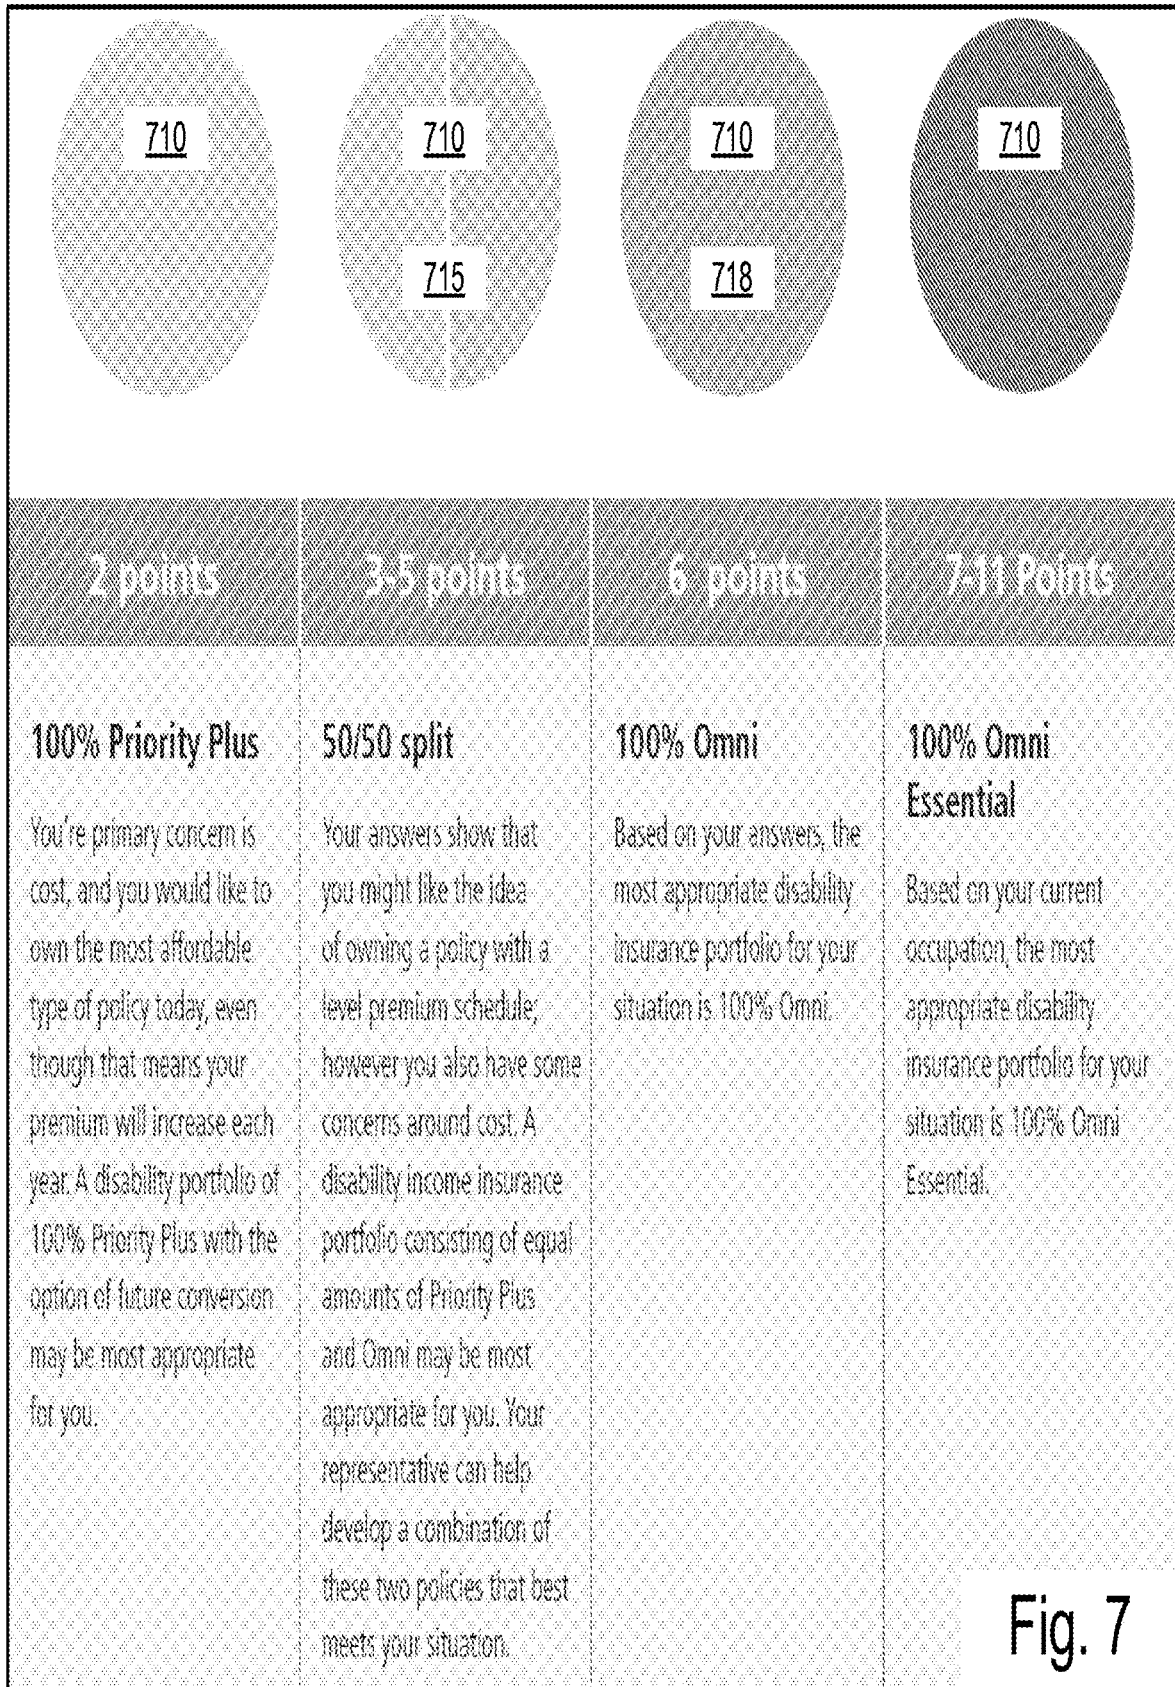 710
710
715
710
718
710
2 points
3-5 points
6 points
7-11 Points
100% Priority Plus
You're primary concern is
cost, and you would like to
own the most affordable
type of policy today, even
though that means your
premium will increase each
year. A disability portfolio of
100% Priority Plus with the
option of future conversion
may be most appropriate
for you.
50/50 split
Your answers show that
you might like the idea
of owning a policy with a
level premium schedule;
however you also have some
concerns around cost. A
disability income insurance
portfolio consisting of equal
amounts of Priority Plus
and Omni may be most
appropriate for you. Your
representative can help
develop a combination of
these two policies that best
meets your situation.
100% Omni
Based on your answers, the
most appropriate disability
insurance portfolio for your
situation is 100% Omni.
100% Omni
Essential
Based on your current
occupation, the most
appropriate disability
insurance portfolio for your
situation is 100% Omni
Essential.
Fig. 7